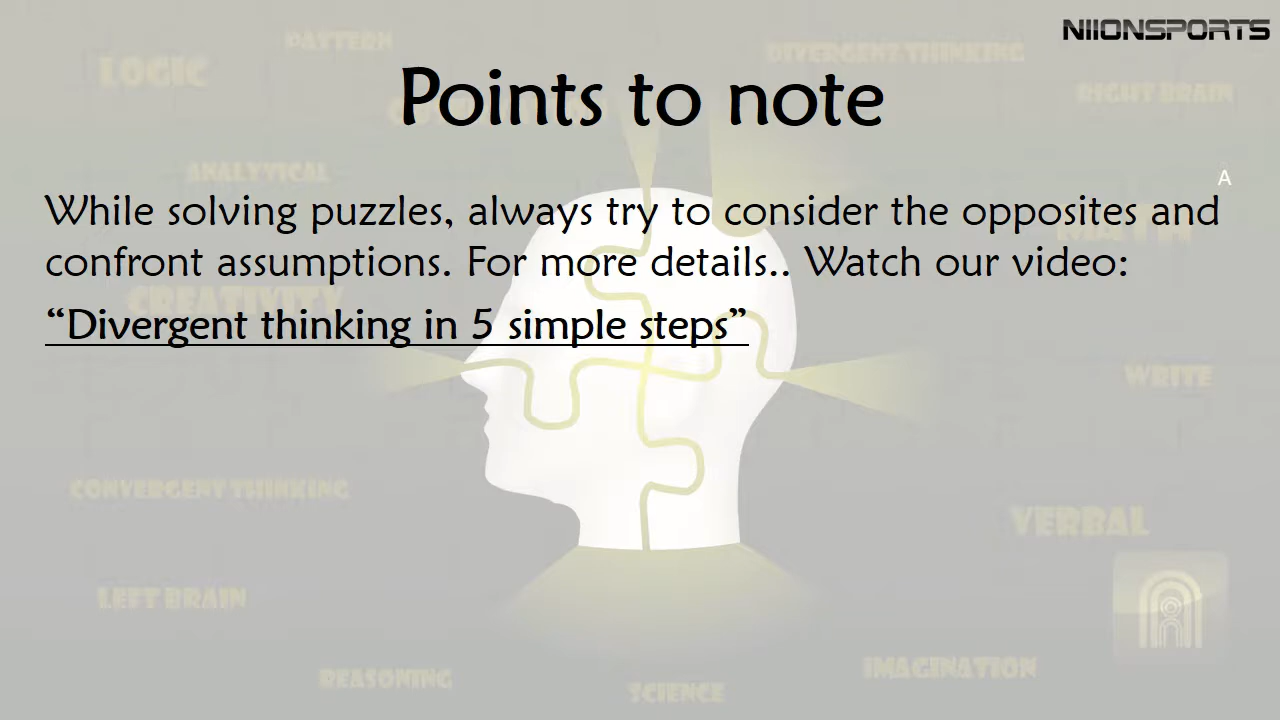 NIIONSPORTS
PATTERN
LOGIC
DIVERGENT THINKING
RIGHT BRAIN
Points to note
ANALYTICAL
A
While solving puzzles, always try to consider the opposites and
MATH
confront assumptions. For more details.. Watch our video:
CREATIVITY
“Divergent thinking in 5 simple steps”
WRITE
CONVERGENT THINKING
VERBAL
LEFT BRAIN
REASONING
IMAGINATION
SCIENCE